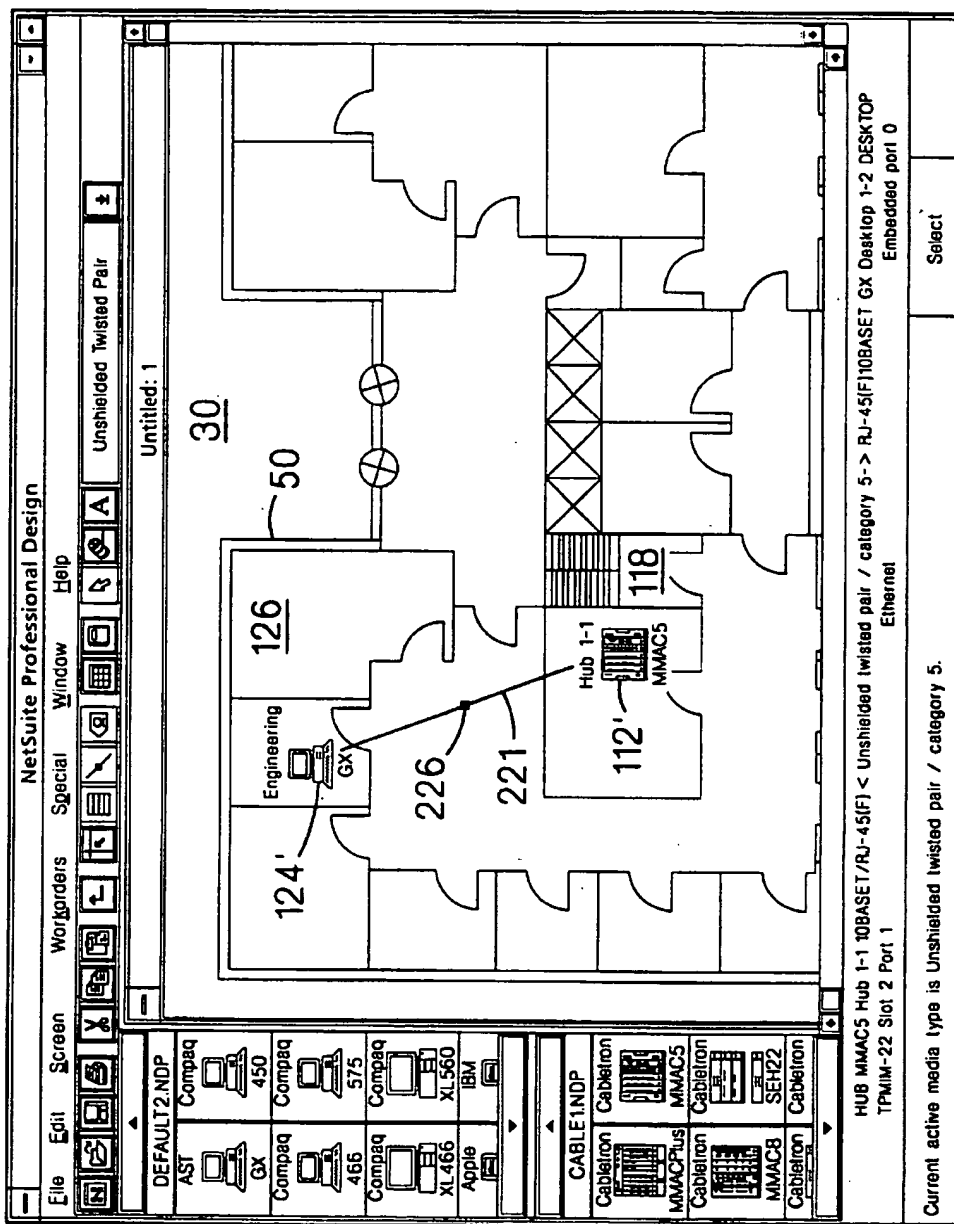 NetSuite Professional Design
File Edit Screen Workorders Special Window Help
N
A
Unshielded Twisted Pair
DEFAULT2.NDP
AST
GX
Compaq
450
Compaq
466
Compaq
575
Compaq
XL466
Compaq
XL560
Apple
IBM
CABLE1.NDP
Cabletron
MMACPlus
Cabletron
MMAC5
Cabletron
MMAC8
Cabletron
SEH22
Cabletron
Cabletron
Untitled: 1
30
50
126
Engineering
GX
124'
226
221
118
Hub 1-1
MMAC5
112'
HUB MMAC5 Hub 1-1 10BASET/RJ-45(F) < Unshielded twisted pair / category 5-> RJ-45(F)10BASET GX Desktop 1-2 DESKTOP
TPMIM-22 Slot 2 Port 1 Ethernet Embedded port 0
Select
Current active media type is Unshielded twisted pair / category 5.